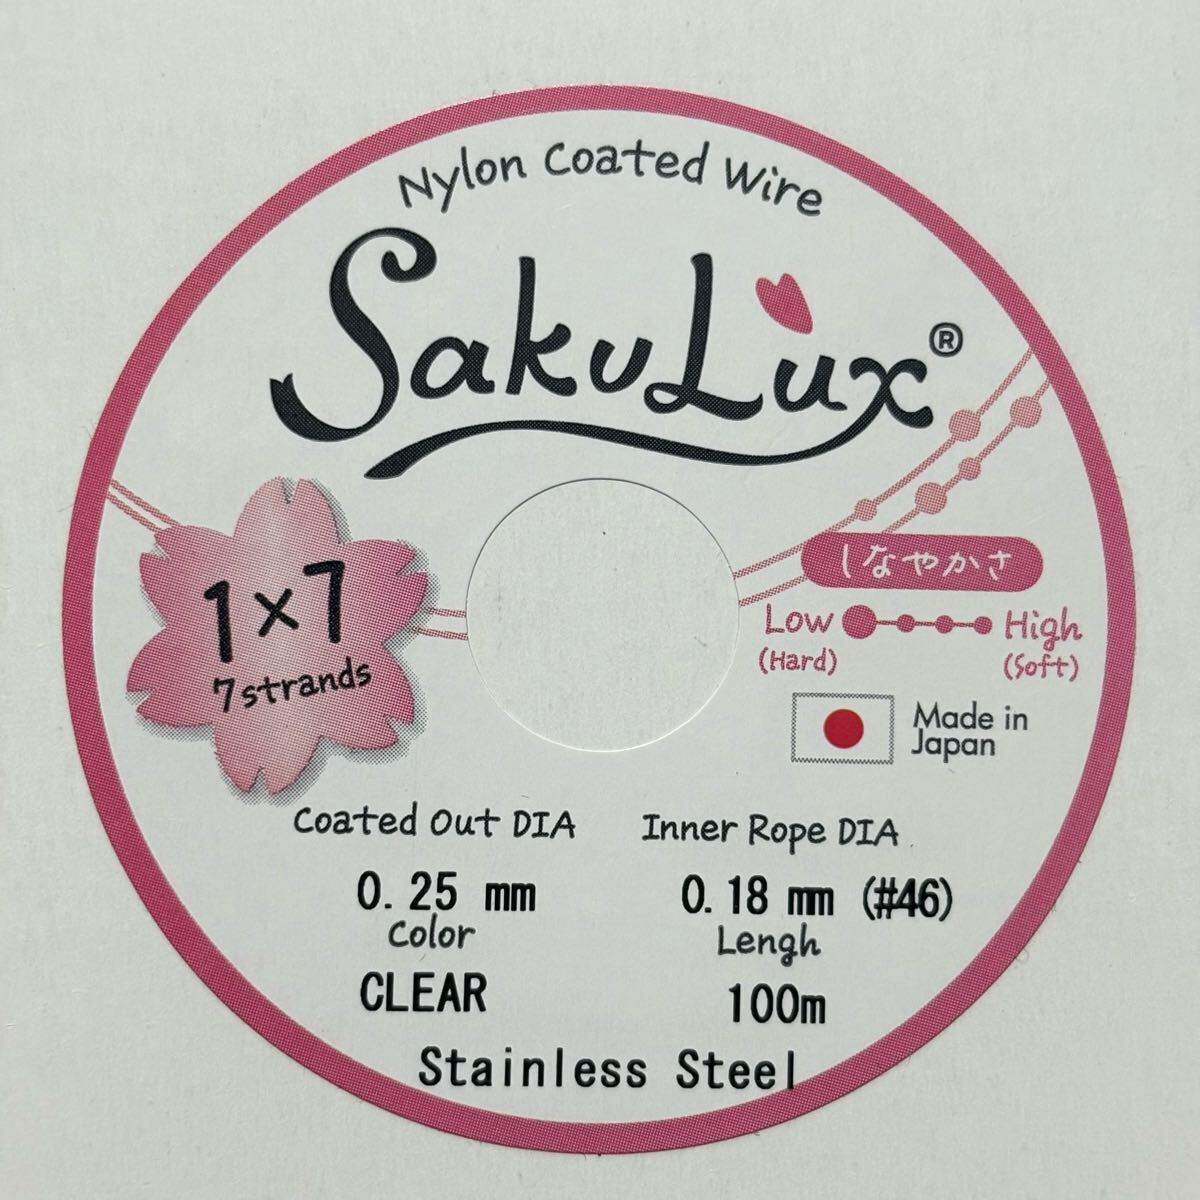 Nylon Coated Wire
SakuLux®
1×7
7strands
しなやかさ
Low High
(Hard) (Soft)
Made in
Japan
Coated Out DIA
0.25 mm
Color
CLEAR
Inner Rope DIA
0.18 mm (#46)
Lengh
100m
Stainless Steel